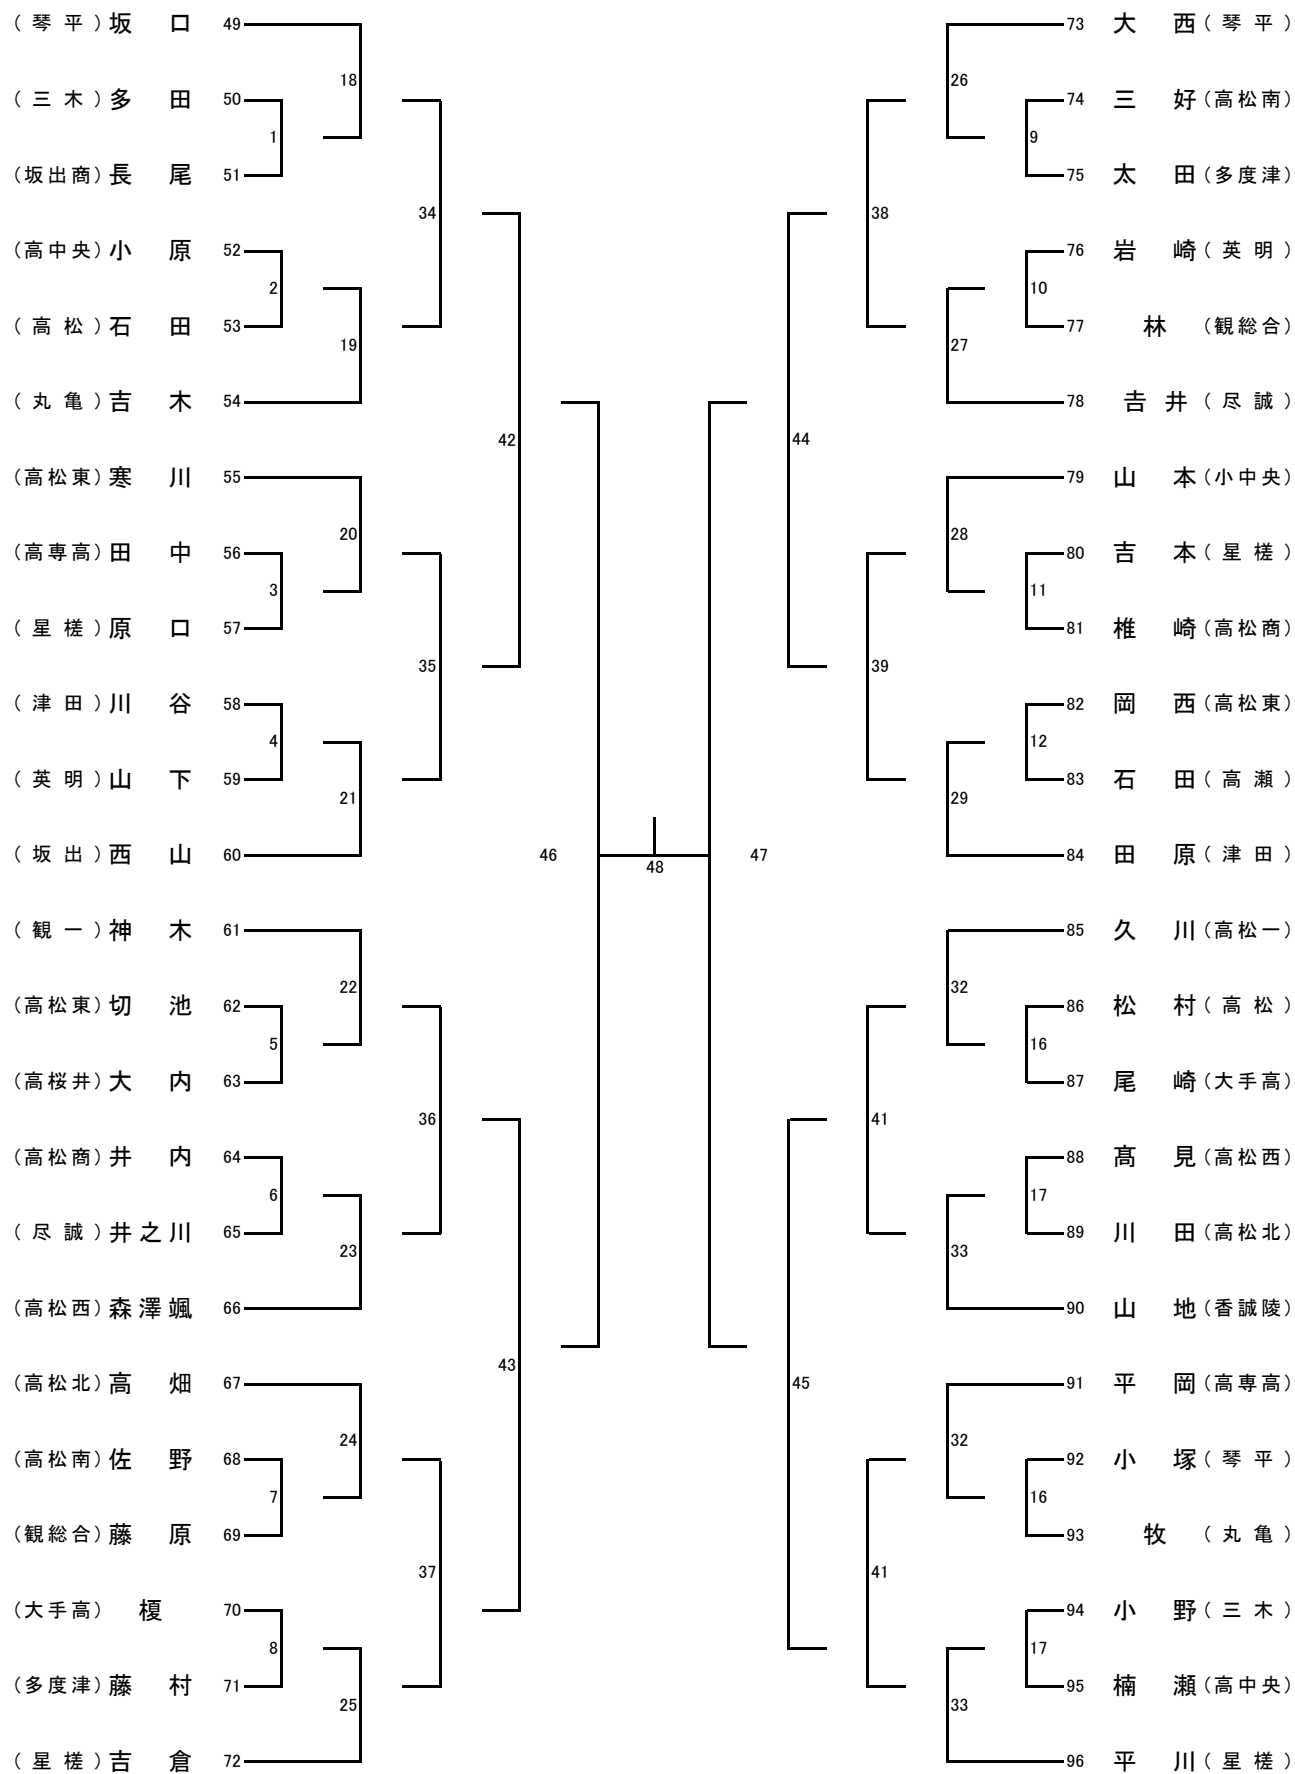 (琴平) 坂口 49
18
(三木) 多田 50
1
(坂出商) 長尾 51
34
(高中央) 小原 52
2
(高松) 石田 53
19
(丸亀) 吉木 54
42
(高松東) 寒川 55
20
(高専高) 田中 56
3
(星槎) 原口 57
35
(津田) 川谷 58
4
(英明) 山下 59
21
(坂出) 西山 60
46
(観一) 神木 61
22
(高松東) 切池 62
5
(高桜井) 大内 63
36
(高松商) 井内 64
6
(尽誠) 井之川 65
23
(高松西) 森澤颯 66
43
(高松北) 高畑 67
24
(高松南) 佐野 68
7
(観総合) 藤原 69
37
(大手高) 榎 70
8
(多度津) 藤村 71
25
(星槎) 吉倉 72
48
73 大西 (琴平)
26
74 三好 (高松南)
9
75 太田 (多度津)
38
76 岩崎 (英明)
10
77 林 (観総合)
27
78 𠮷井 (尽誠)
44
79 山本 (小中央)
28
80 吉本 (星槎)
11
81 椎崎 (高松商)
39
82 岡西 (高松東)
12
83 石田 (高瀬)
29
84 田原 (津田)
47
85 久川 (高松一)
32
86 松村 (高松)
16
87 尾崎 (大手高)
41
88 髙見 (高松西)
17
89 川田 (高松北)
33
90 山地 (香誠陵)
45
91 平岡 (高専高)
32
92 小塚 (琴平)
16
93 牧 (丸亀)
41
94 小野 (三木)
17
95 楠瀬 (高中央)
33
96 平川 (星槎)